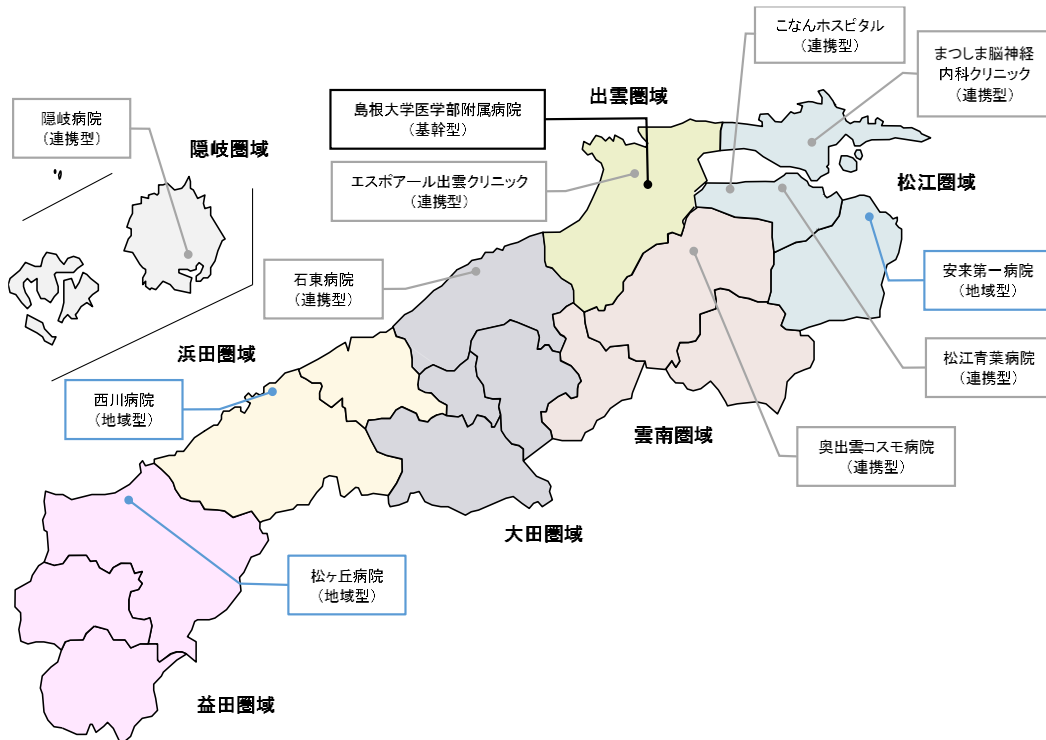 こなんホスピタル
（連携型）
まつしま脳神経
内科クリニック
（連携型）
出雲圏域
島根大学医学部附属病院
（基幹型）
隠岐病院
（連携型）
隠岐圏域
エスポアール出雲クリニック
（連携型）
松江圏域
石東病院
（連携型）
安来第一病院
（地域型）
浜田圏域
松江青葉病院
（連携型）
西川病院
（地域型）
雲南圏域
奥出雲コスモ病院
（連携型）
大田圏域
松ヶ丘病院
（地域型）
益田圏域